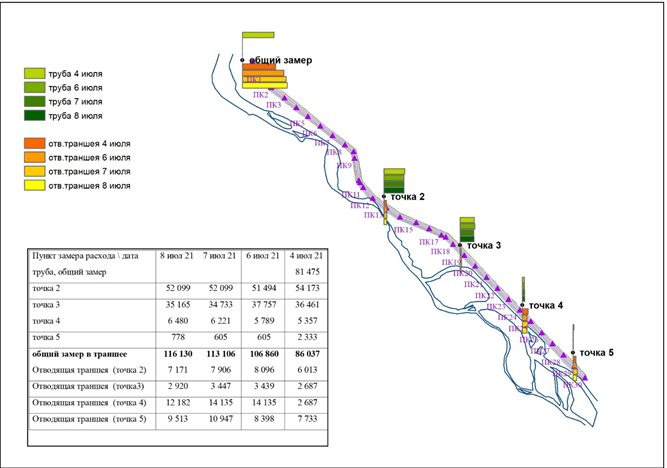 общий замер
труба 4 июля
труба 6 июля
труба 7 июля
труба 8 июля
отв.траншея 4 июля
отв.траншея 6 июля
отв.траншея 7 июля
отв.траншея 8 июля
ПК1
ПК2
ПК3
ПК5
ПК6
ПК8
ПК9
ПК11
ПК12
точка 2
ПК15
ПК17
ПК18
точка 3
ПК19
ПК20
ПК21
ПК22
ПК23
точка 4
ПК24
точка 5
ПК28
Пункт замера расхода \ дата 8 июл 21 7 июл 21 6 июл 21 4 июл 21
труба, общий замер 81 475
точка 2 52 099 52 099 51 494 54 173
точка 3 35 165 34 733 37 757 36 461
точка 4 6 480 6 221 5 789 5 357
точка 5 778 605 605 2 333
общий замер в траншее 116 130 113 106 106 860 86 037
Отводящая траншея (точка 2) 7 171 7 906 8 096 6 013
Отводящая траншея (точка3) 2 920 3 447 3 439 2 687
Отводящая траншея (точка 4) 12 182 14 135 14 135 2 687
Отводящая траншея (точка 5) 9 513 10 947 8 398 7 733